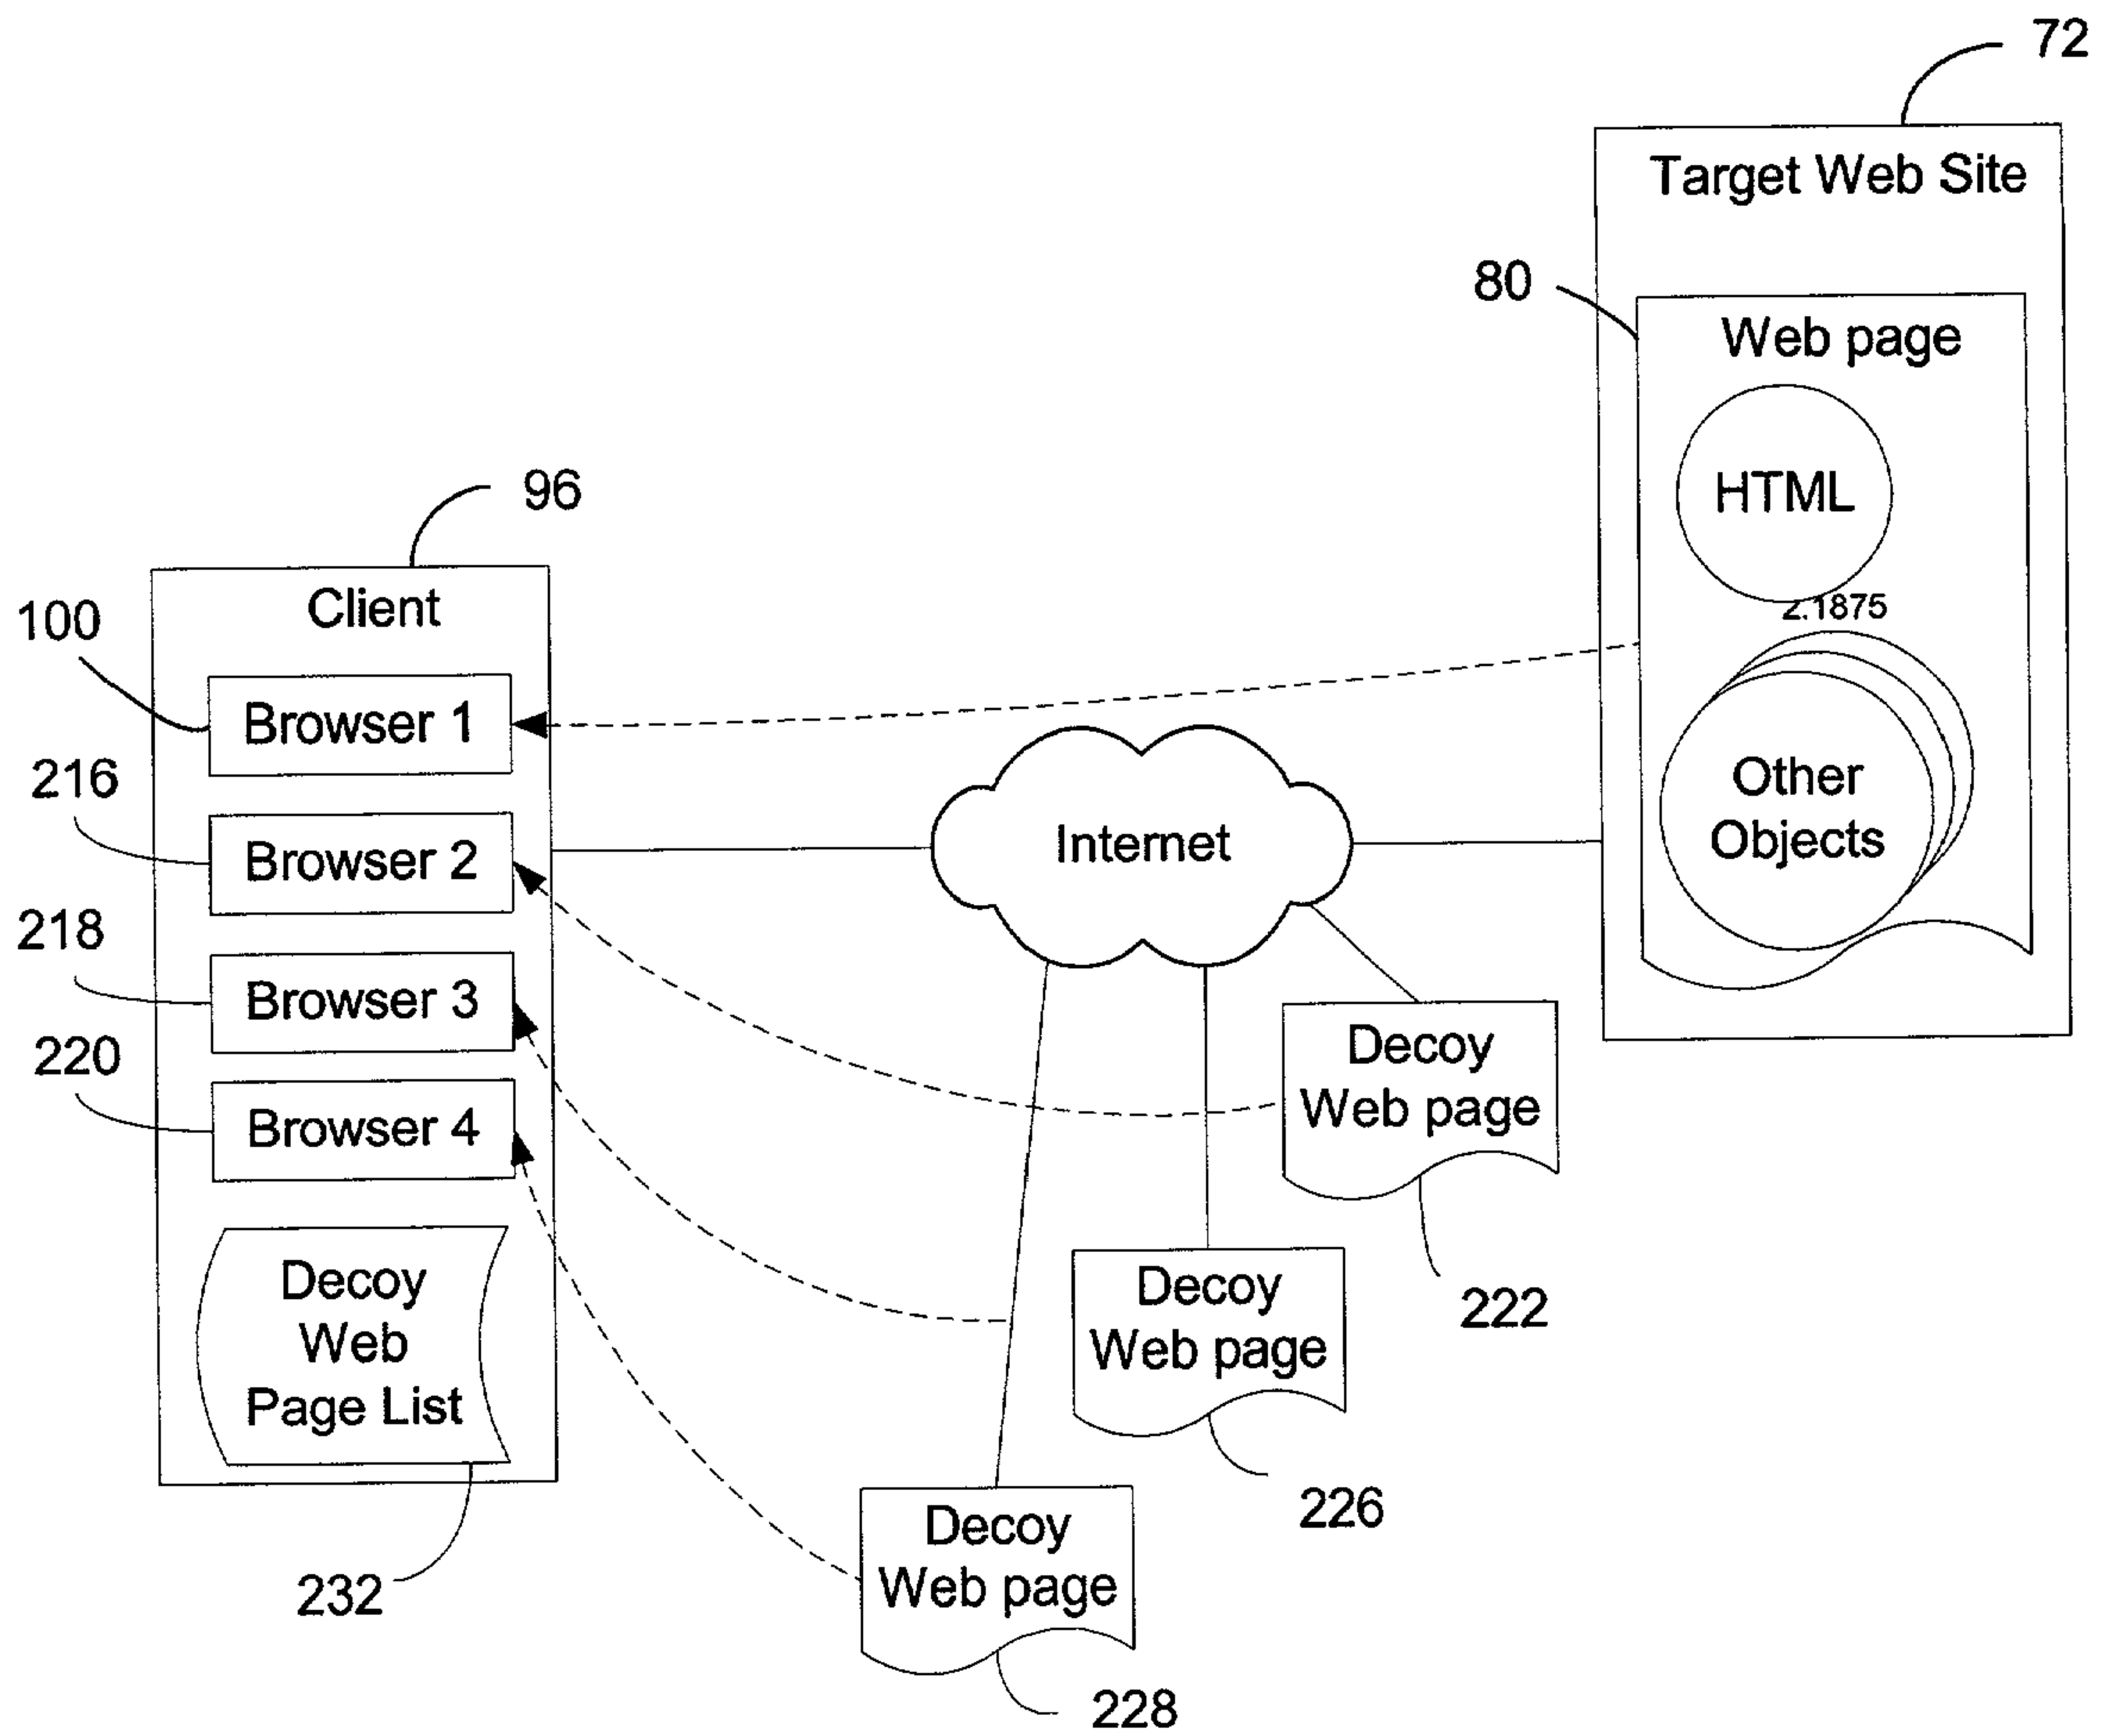 72
Target Web Site
80
Web page
HTML
2.1875
Other
Objects
96
Client
100
Browser 1
216
Browser 2
218
Browser 3
220
Browser 4
Decoy
Web
Page List
232
Internet
Decoy
Web page
222
Decoy
Web page
226
Decoy
Web page
228